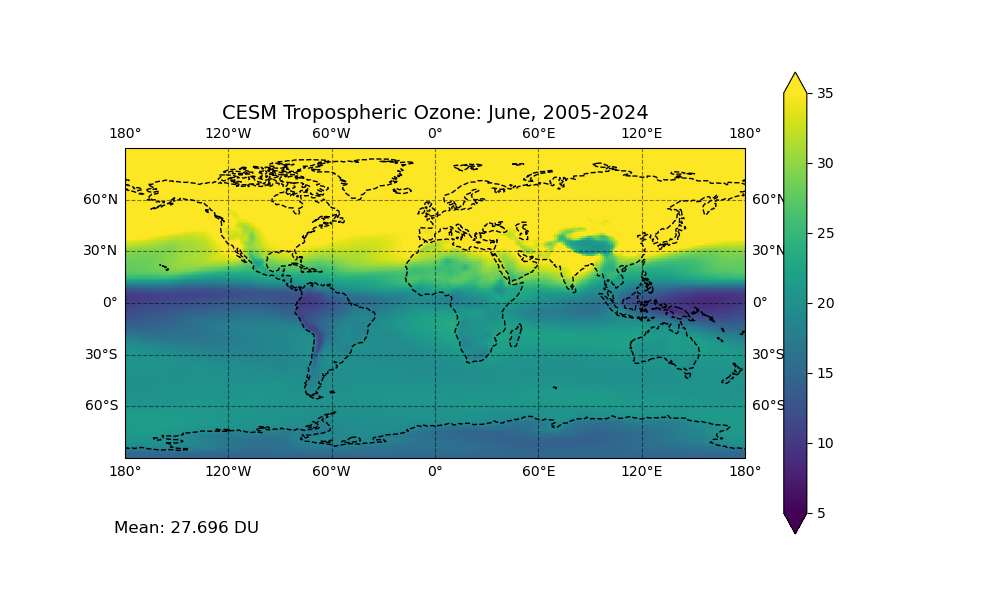 CESM Tropospheric Ozone: June, 2005-2024
180° 120°W 60°W 0° 60°E 120°E 180°
60°N 60°N
30°N 30°N
0° 0°
30°S 30°S
60°S 60°S
180° 120°W 60°W 0° 60°E 120°E 180°
35
30
25
20
15
10
5
Mean: 27.696 DU